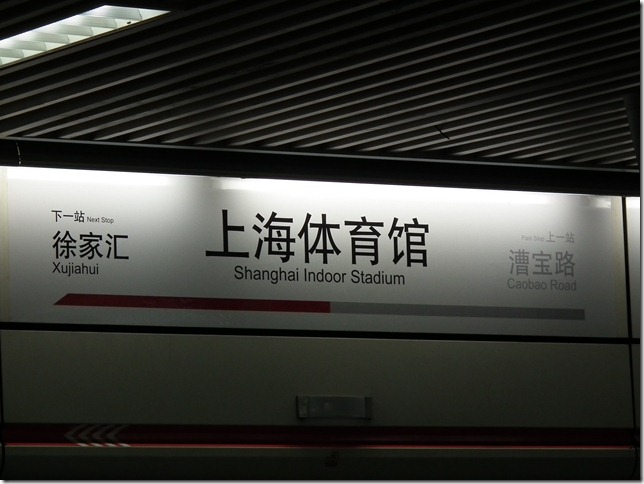 下一站 Next Stop
徐家汇
Xujiahui
上海体育馆
Shanghai Indoor Stadium
Past Stop 上一站
漕宝路
Caobao Road